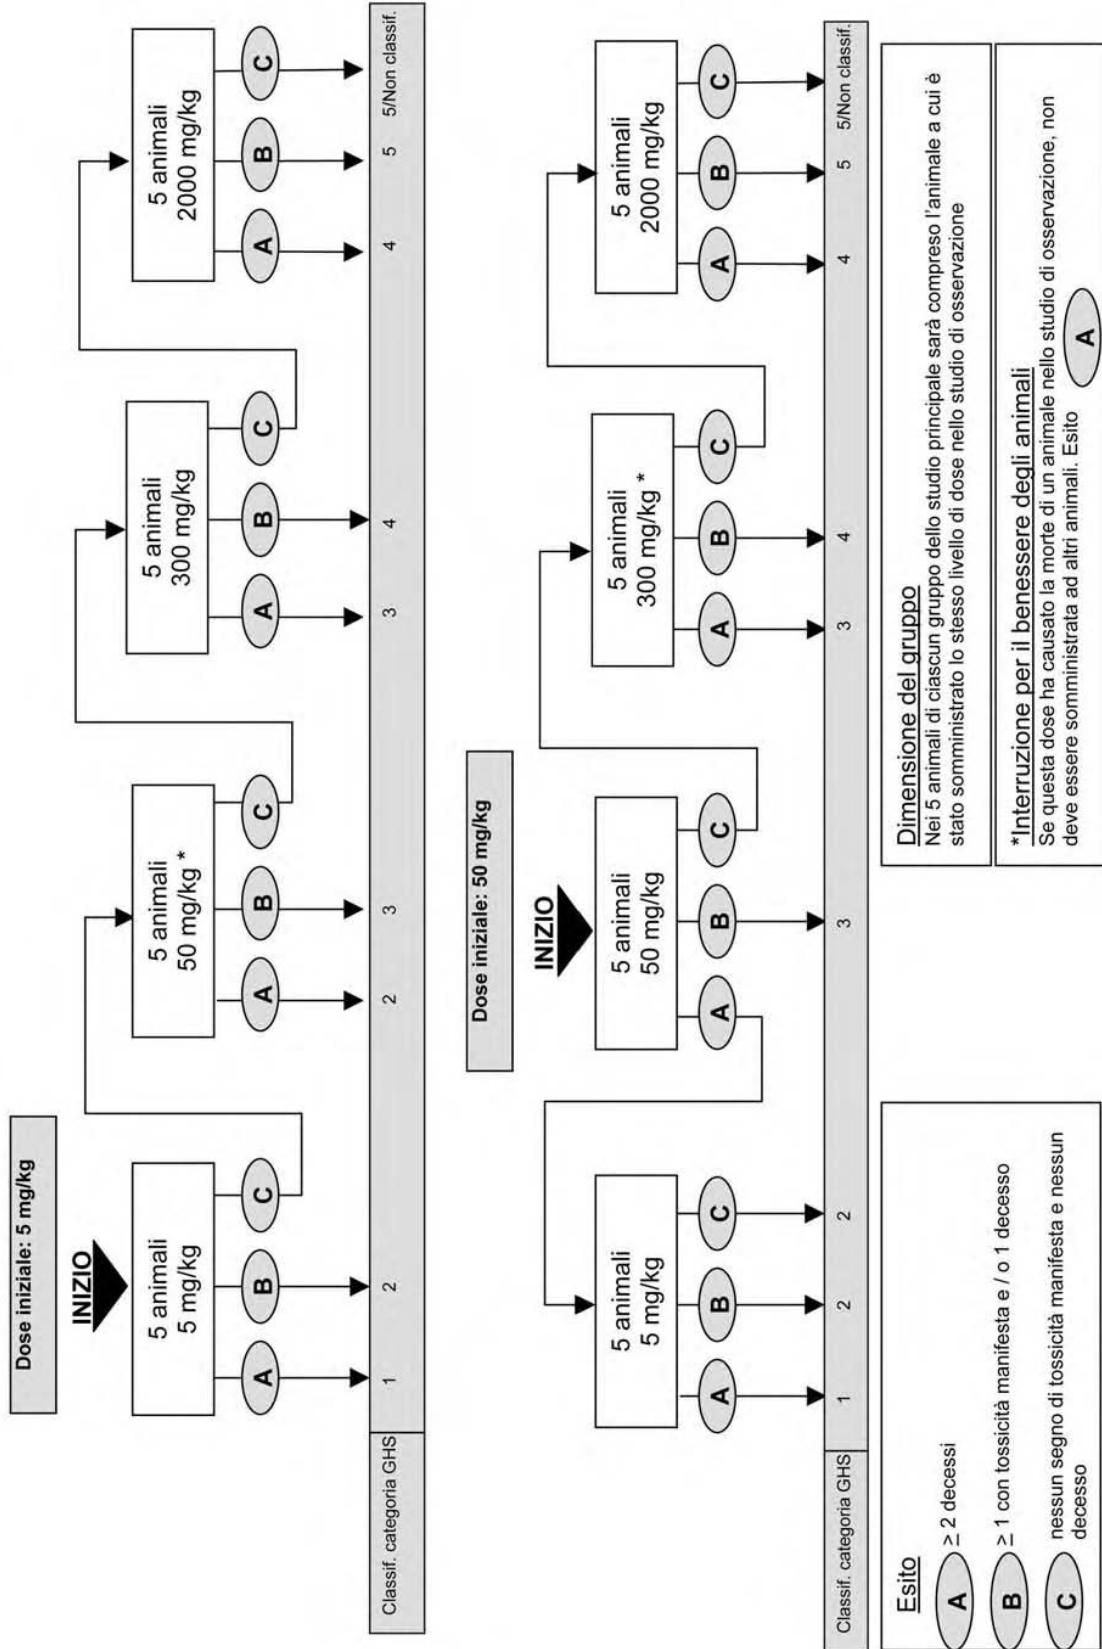 Dose iniziale: 5 mg/kg
INIZIO
5 animali
5 mg/kg
5 animali
50 mg/kg *
5 animali
300 mg/kg
5 animali
2000 mg/kg
A B C A B C A B C A B C
Classif. categoria GHS 1 2 2 3 3 4 4 5 5/Non classif.
Dose iniziale: 50 mg/kg
INIZIO
5 animali
5 mg/kg
5 animali
50 mg/kg
5 animali
300 mg/kg *
5 animali
2000 mg/kg
A B C A B C A B C A B C
Classif. categoria GHS 1 2 2 3 3 4 4 5 5/Non classif.
Esito
A ≥ 2 decessi
B ≥ 1 con tossicità manifesta e / o 1 decesso
C nessun segno di tossicità manifesta e nessun
decesso
Dimensione del gruppo
Nei 5 animali di ciascun gruppo dello studio principale sarà compreso l'animale a cui è
stato somministrato lo stesso livello di dose nello studio di osservazione
*Interruzione per il benessere degli animali
Se questa dose ha causato la morte di un animale nello studio di osservazione, non
deve essere somministrata ad altri animali. Esito A